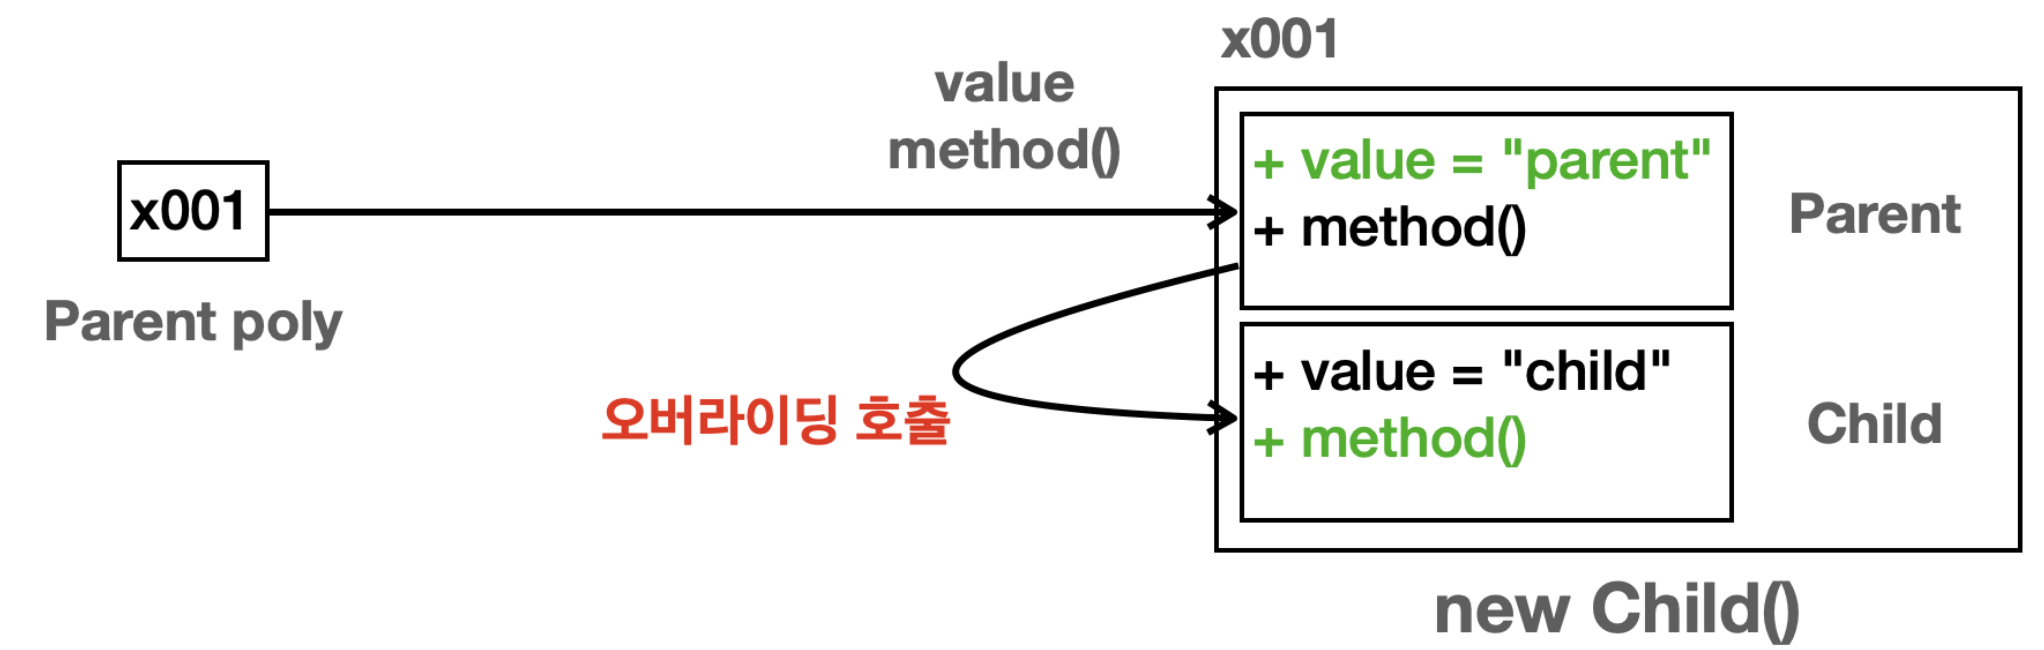 x001
value
method()
+ value = "parent"
+ method()
Parent
x001
Parent poly
오버라이딩 호출
+ value = "child"
+ method()
Child
new Child()